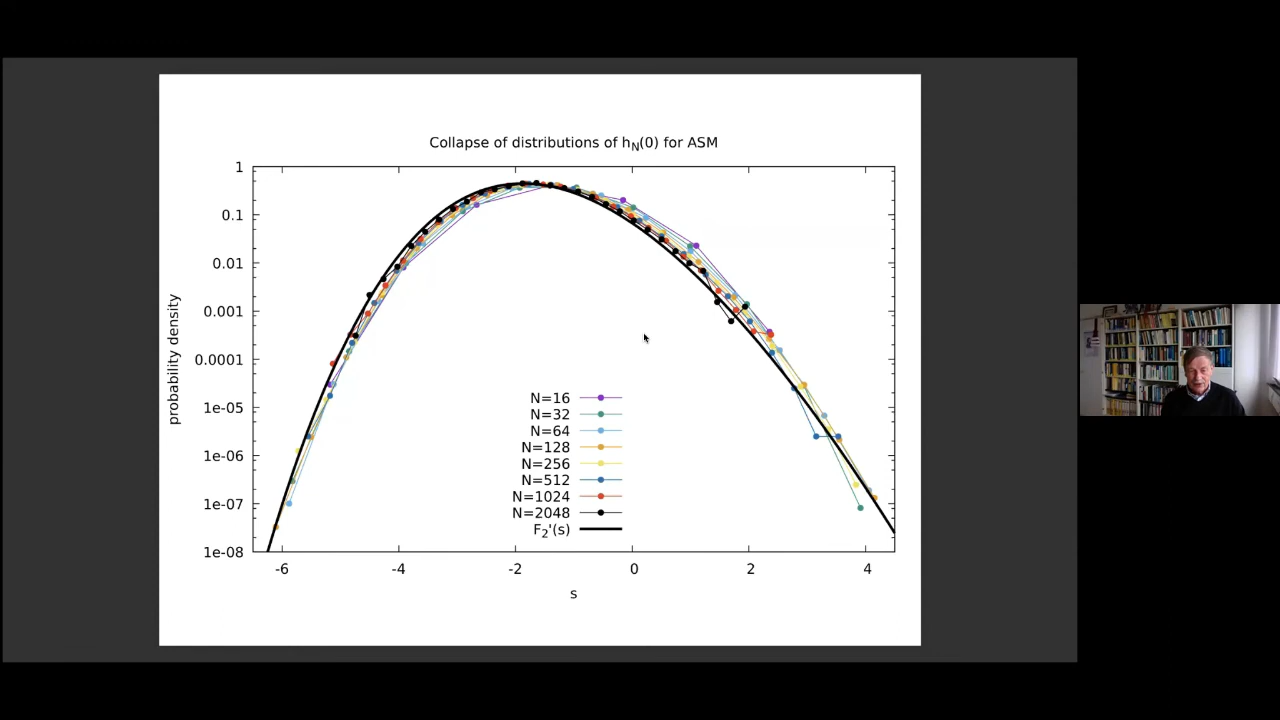 Collapse of distributions of hN(0) for ASM
probability density
1
0.1
0.01
0.001
0.0001
1e-05
1e-06
1e-07
1e-08
N=16
N=32
N=64
N=128
N=256
N=512
N=1024
N=2048
F2'(s)
-6 -4 -2 0 2 4
s